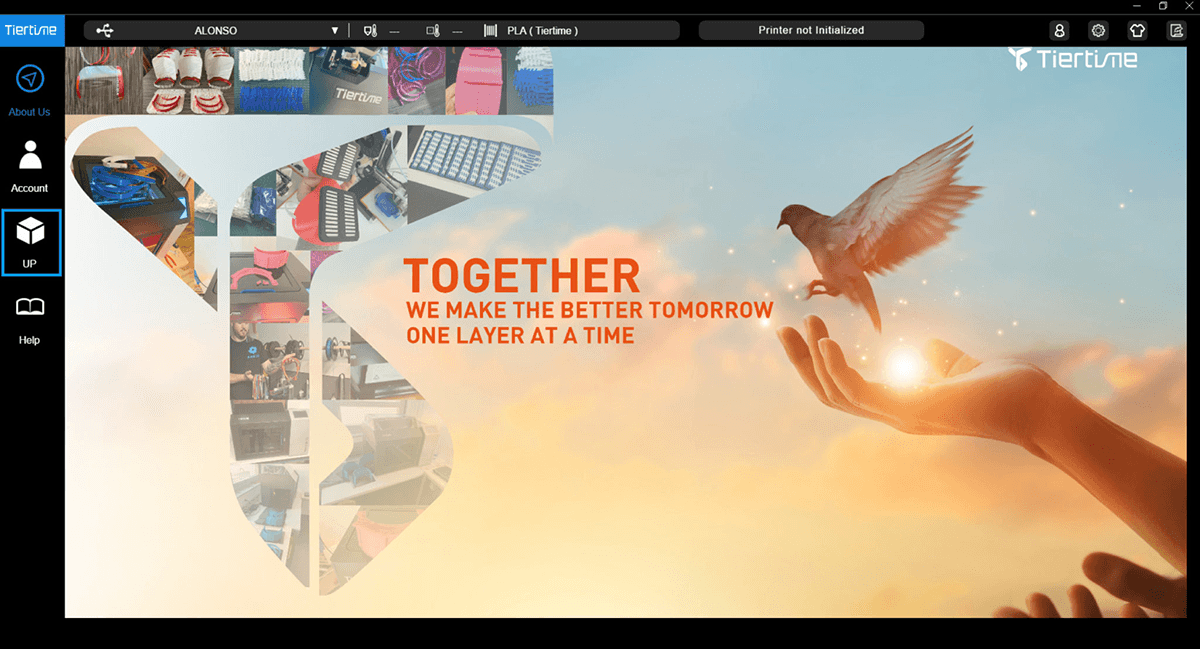 Tiertime
ALONSO
---
---
PLA ( Tiertime )
Printer not Initialized
About Us
Account
UP
Help
Tiertime
Tiertime
TOGETHER
WE MAKE THE BETTER TOMORROW
ONE LAYER AT A TIME